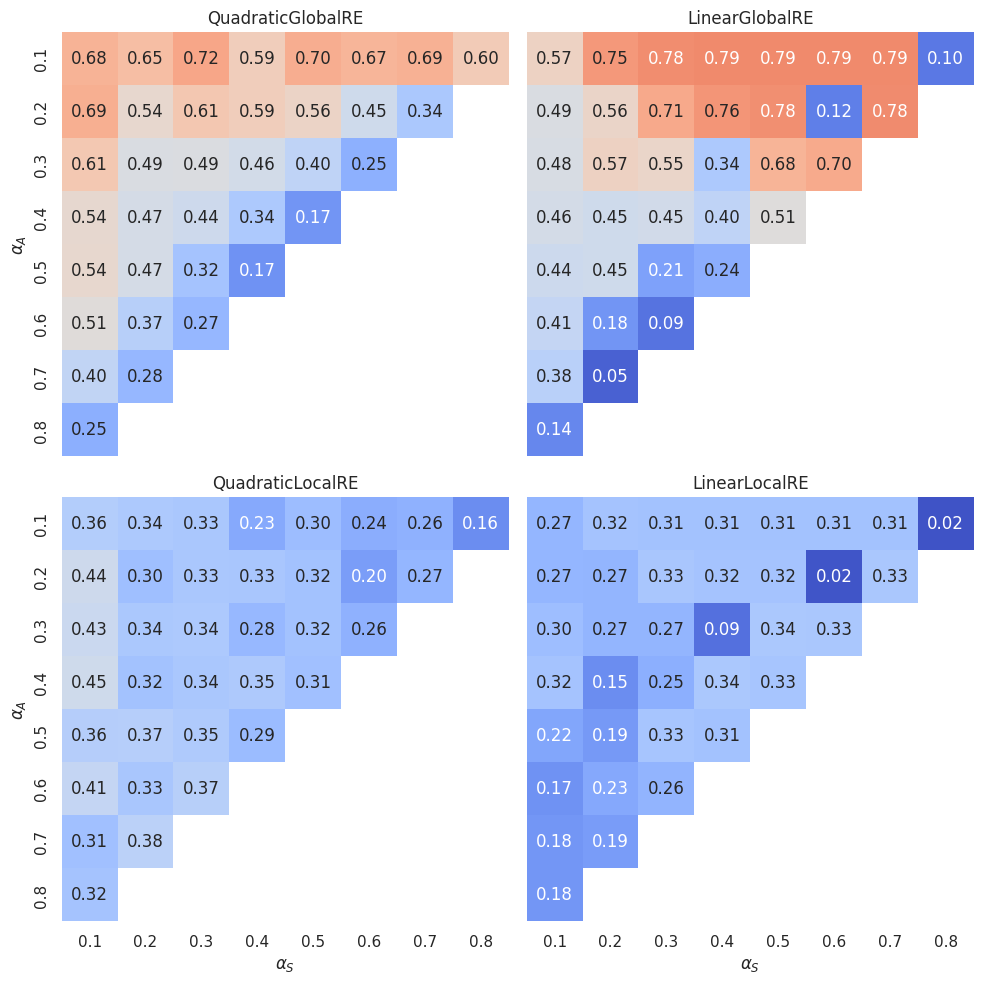 QuadraticGlobalRE
0.1 0.68 0.65 0.72 0.59 0.70 0.67 0.69 0.60
0.2 0.69 0.54 0.61 0.59 0.56 0.45 0.34
0.3 0.61 0.49 0.49 0.46 0.40 0.25
0.4 0.54 0.47 0.44 0.34 0.17
0.5 0.54 0.47 0.32 0.17
0.6 0.51 0.37 0.27
0.7 0.40 0.28
0.8 0.25
α_A
LinearGlobalRE
0.57 0.75 0.78 0.79 0.79 0.79 0.79 0.10
0.49 0.56 0.71 0.76 0.78 0.12 0.78
0.48 0.57 0.55 0.34 0.68 0.70
0.46 0.45 0.45 0.40 0.51
0.44 0.45 0.21 0.24
0.41 0.18 0.09
0.38 0.05
0.14
QuadraticLocalRE
0.1 0.36 0.34 0.33 0.23 0.30 0.24 0.26 0.16
0.2 0.44 0.30 0.33 0.33 0.32 0.20 0.27
0.3 0.43 0.34 0.34 0.28 0.32 0.26
0.4 0.45 0.32 0.34 0.35 0.31
0.5 0.36 0.37 0.35 0.29
0.6 0.41 0.33 0.37
0.7 0.31 0.38
0.8 0.32
α_A
0.1 0.2 0.3 0.4 0.5 0.6 0.7 0.8
α_S
LinearLocalRE
0.27 0.32 0.31 0.31 0.31 0.31 0.31 0.02
0.27 0.27 0.33 0.32 0.32 0.02 0.33
0.30 0.27 0.27 0.09 0.34 0.33
0.32 0.15 0.25 0.34 0.33
0.22 0.19 0.33 0.31
0.17 0.23 0.26
0.18 0.19
0.18
0.1 0.2 0.3 0.4 0.5 0.6 0.7 0.8
α_S